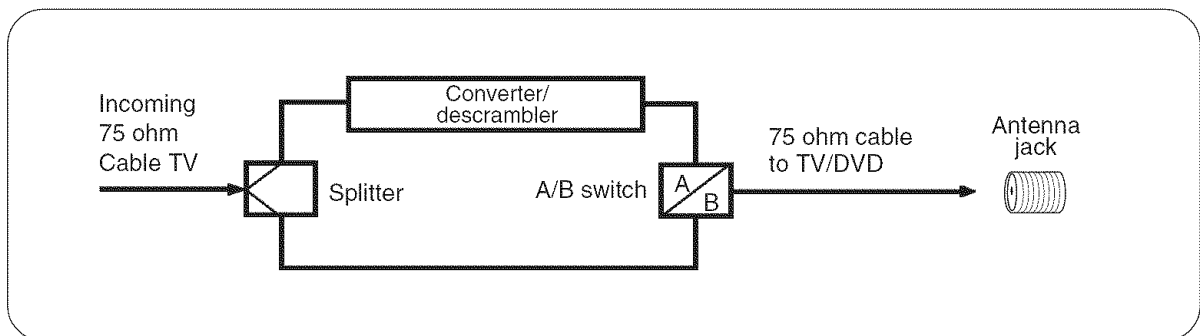 Incoming
75 ohm
Cable TV
Converter/
descrambler
Splitter
A/B switch
A
B
75 ohm cable
to TV/DVD
Antenna
jack